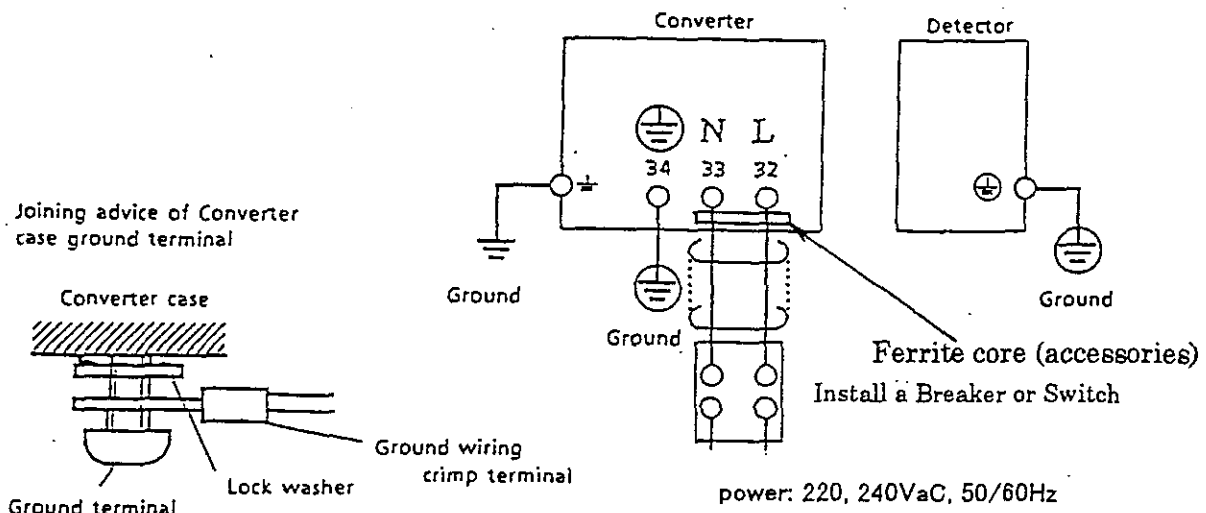 Converter
Detector
N L
34 33 32
Joining advice of Converter
case ground terminal
Ground
Ground
Ground
Converter case
Ferrite core (accessories)
Install a Breaker or Switch
Ground wiring
crimp terminal
Lock washer
Ground terminal
power: 220, 240VaC, 50/60Hz